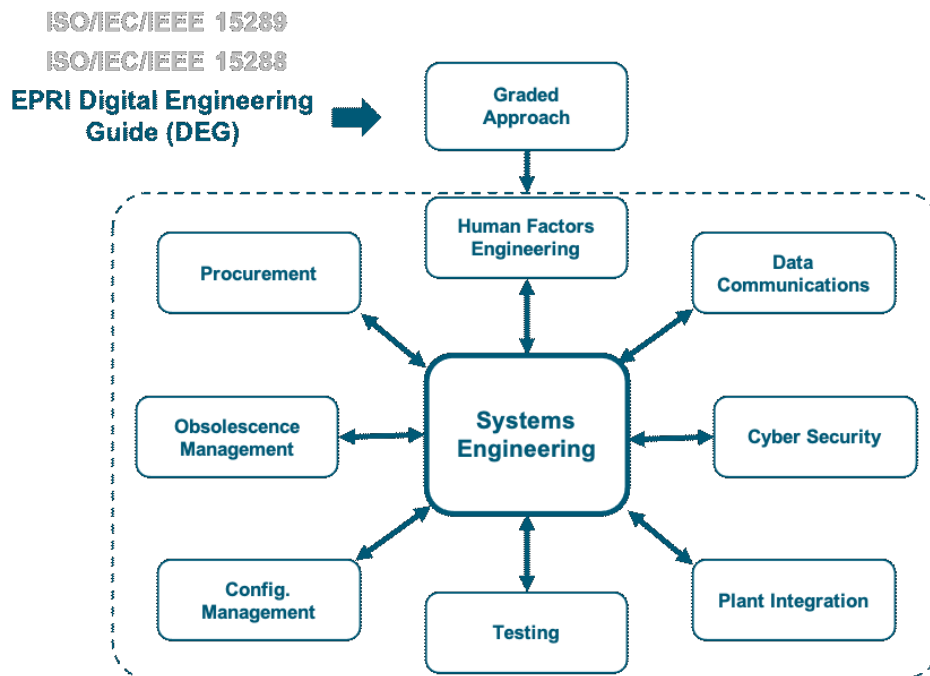 ISO/IEC/IEEE 15289
ISO/IEC/IEEE 15288
EPRI Digital Engineering
Guide (DEG)
Graded
Approach
Human Factors
Engineering
Procurement
Data
Communications
Obsolescence
Management
Systems
Engineering
Cyber Security
Config.
Management
Testing
Plant Integration